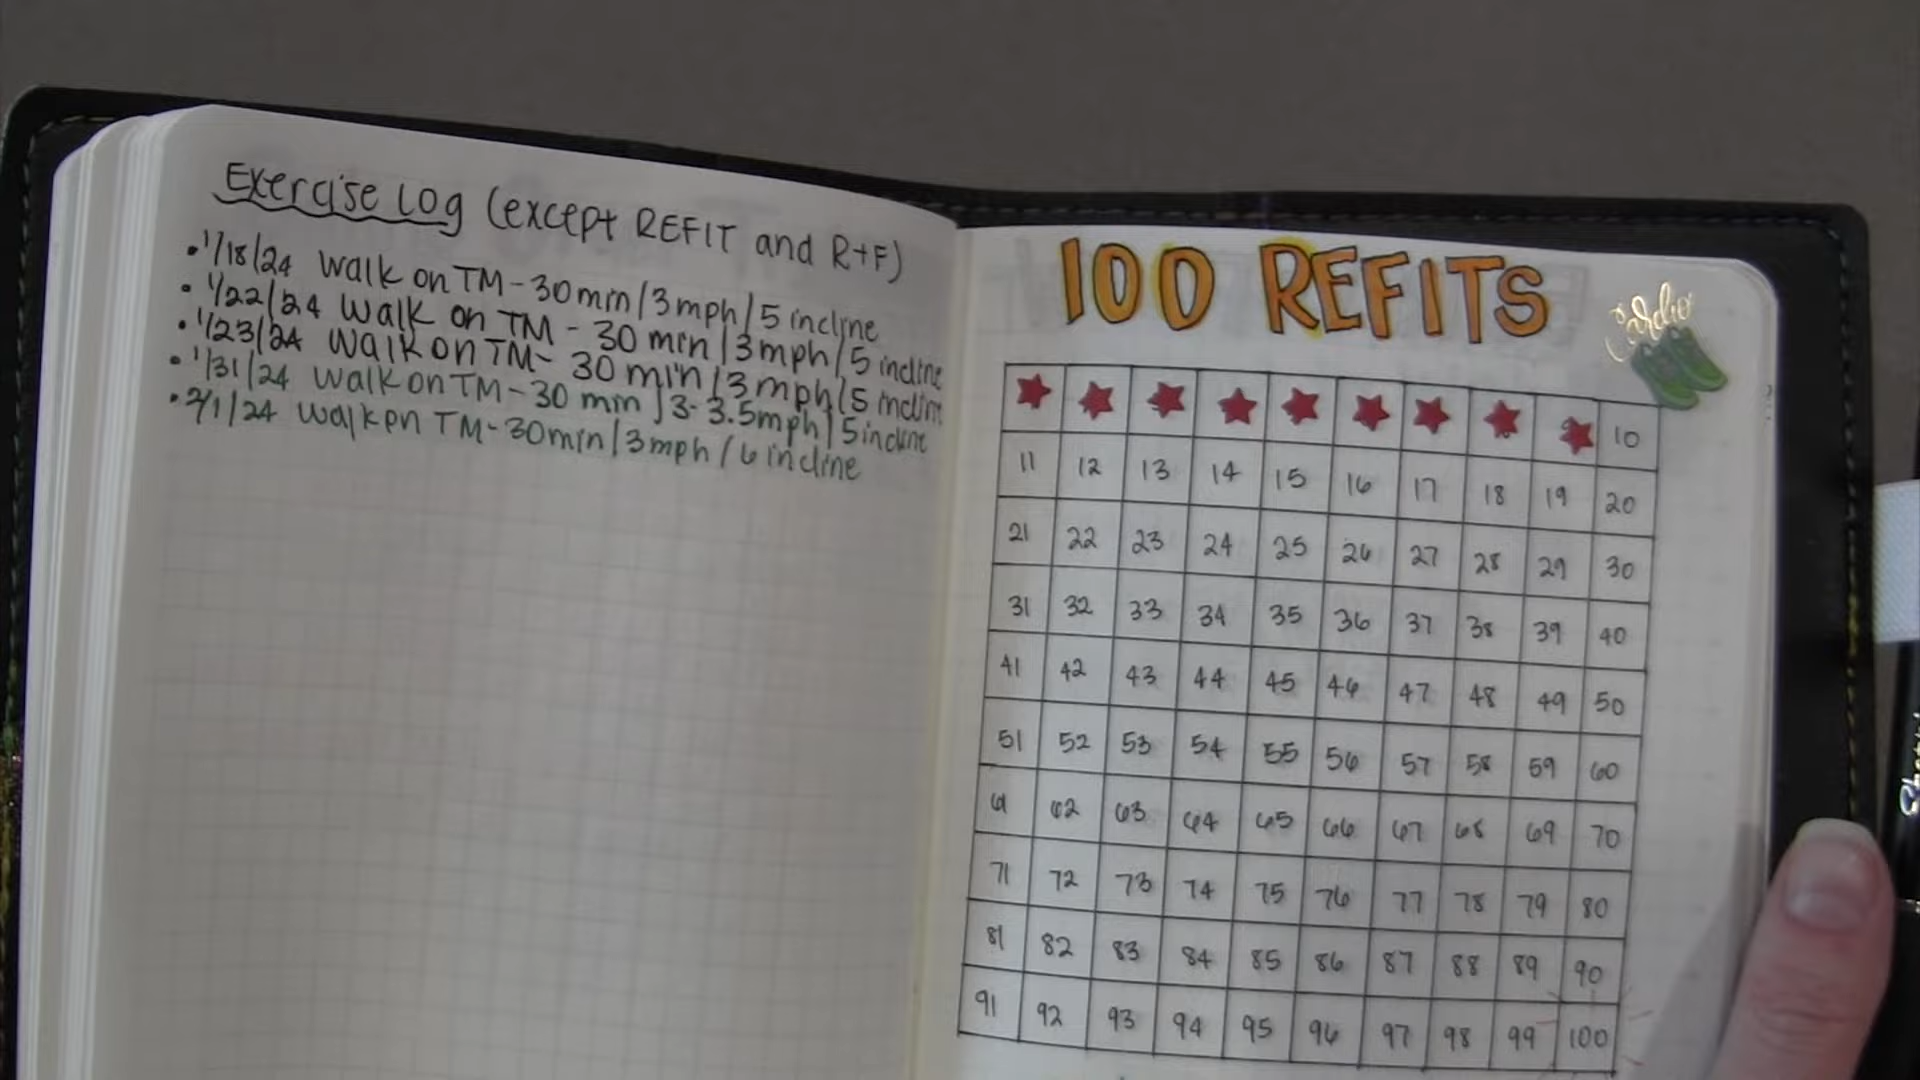 Exercise Log (except REFIT and R+F)
• 1/18/24 walk on TM - 30 min / 3 mph / 5 incline
• 1/22/24 walk on TM - 30 min / 3 mph / 5 incline
• 1/23/24 walk on TM - 30 min / 3 mph / 5 incline
• 1/31/24 walk on TM - 30 min / 3-3.5 mph / 5 incline
• 2/1/24 walk on TM - 30 min / 3 mph / 6 incline
100 REFITS
Cardio
10
11 12 13 14 15 16 17 18 19 20
21 22 23 24 25 26 27 28 29 30
31 32 33 34 35 36 37 38 39 40
41 42 43 44 45 46 47 48 49 50
51 52 53 54 55 56 57 58 59 60
61 62 63 64 65 66 67 68 69 70
71 72 73 74 75 76 77 78 79 80
81 82 83 84 85 86 87 88 89 90
91 92 93 94 95 96 97 98 99 100